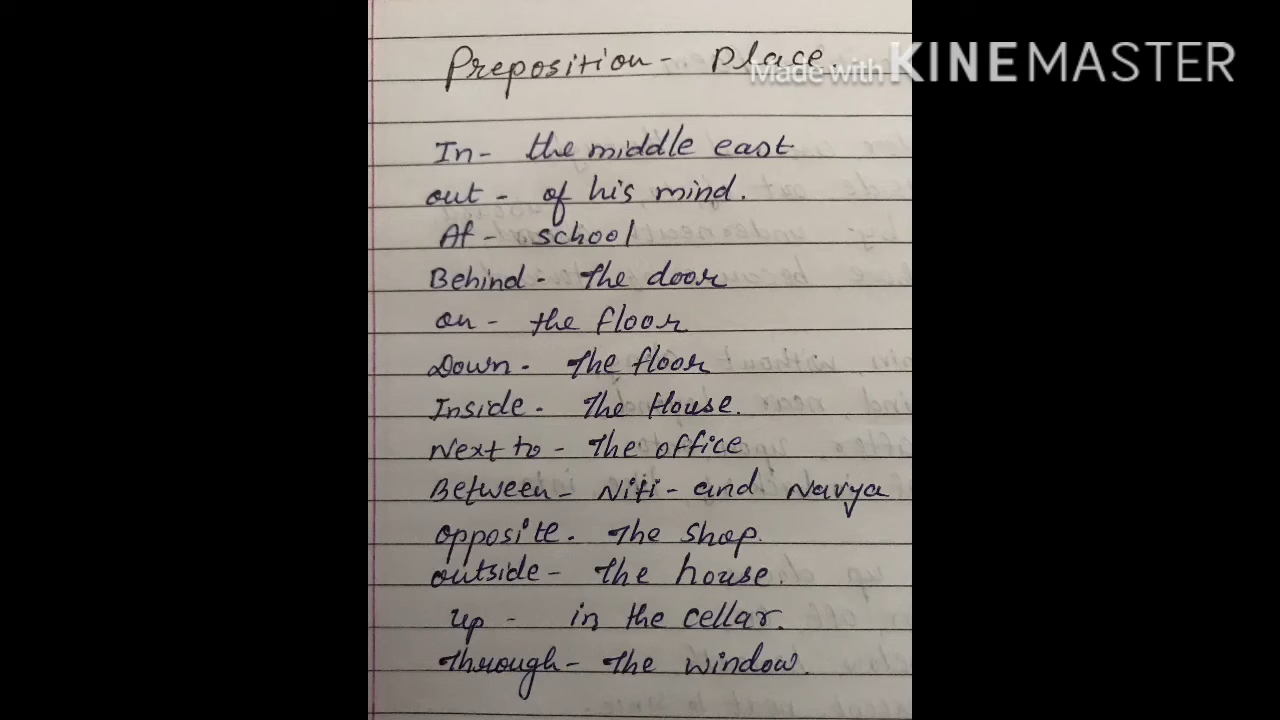 Preposition - Place.
Made with KINEMASTER
In - the middle east
out - of his mind.
At - school
Behind - The door
on - the floor
Down - The floor
Inside - The House.
Next to - The office
Between - Niti - and Navya
opposite. The shop.
outside - The house.
up - in the cellar.
Through - The window.